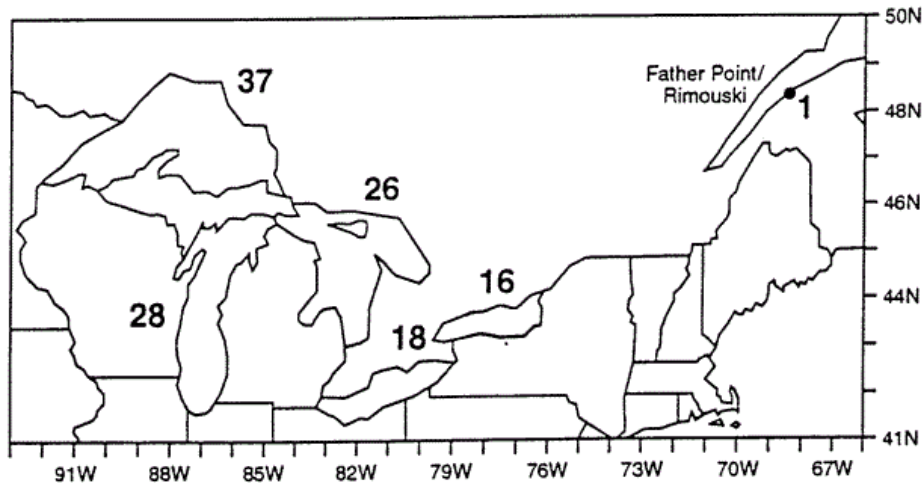 50N
37
Father Point/
Rimouski
1
48N
26
46N
16
28
44N
18
41N
91W 88W 85W 82W 79W 76W 73W 70W 67W